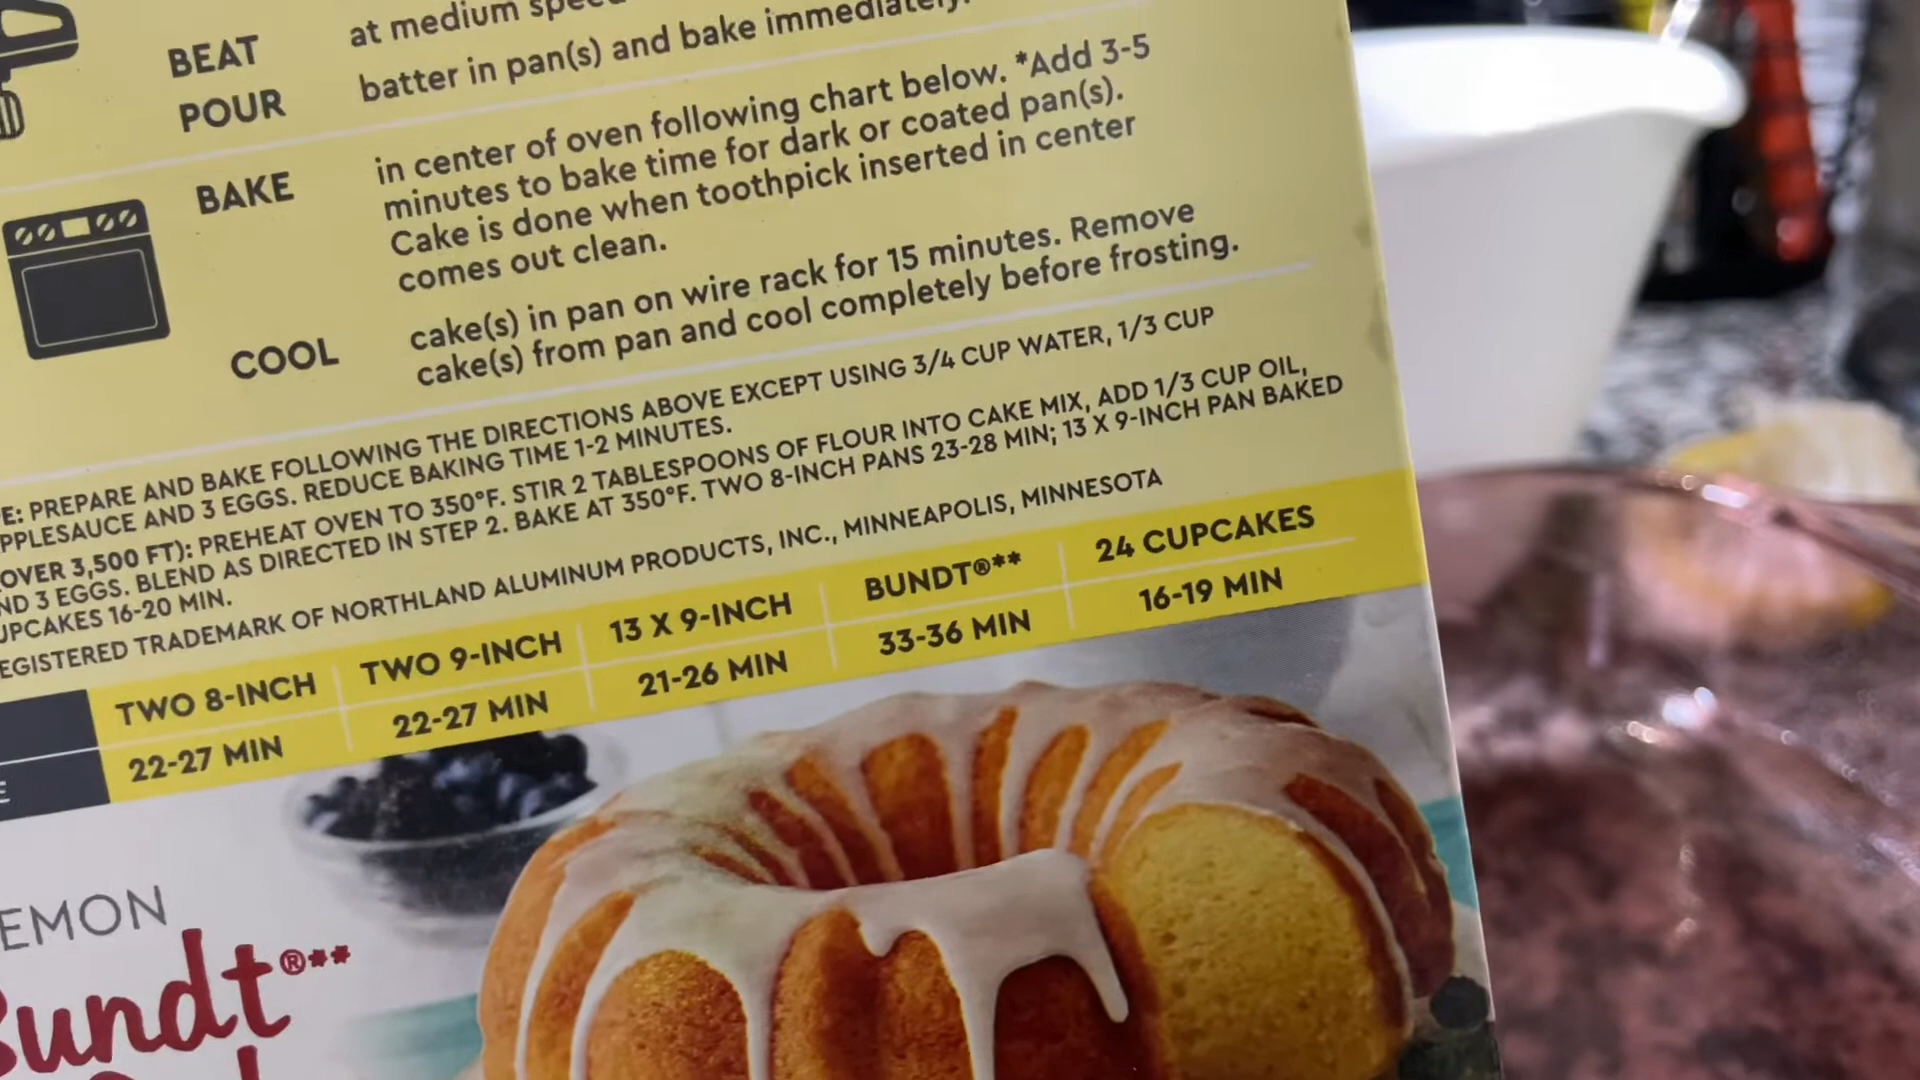 BEAT at medium
POUR batter in pan(s) and bake immediately.
BAKE in center of oven following chart below. *Add 3-5
minutes to bake time for dark or coated pan(s).
Cake is done when toothpick inserted in center
comes out clean.
COOL cake(s) in pan on wire rack for 15 minutes. Remove
cake(s) from pan and cool completely before frosting.
E: PREPARE AND BAKE FOLLOWING THE DIRECTIONS ABOVE EXCEPT USING 3/4 CUP WATER, 1/3 CUP
PPLESAUCE AND 3 EGGS. REDUCE BAKING TIME 1-2 MINUTES.
OVER 3,500 FT): PREHEAT OVEN TO 350°F. STIR 2 TABLESPOONS OF FLOUR INTO CAKE MIX, ADD 1/3 CUP OIL,
ND 3 EGGS. BLEND AS DIRECTED IN STEP 2. BAKE AT 350°F. TWO 8-INCH PANS 23-28 MIN; 13 X 9-INCH PAN BAKED
UPCAKES 16-20 MIN.
EGISTERED TRADEMARK OF NORTHLAND ALUMINUM PRODUCTS, INC., MINNEAPOLIS, MINNESOTA
TWO 8-INCH TWO 9-INCH 13 X 9-INCH BUNDT®** 24 CUPCAKES
E 22-27 MIN 22-27 MIN 21-26 MIN 33-36 MIN 16-19 MIN
EMON
Bundt®**